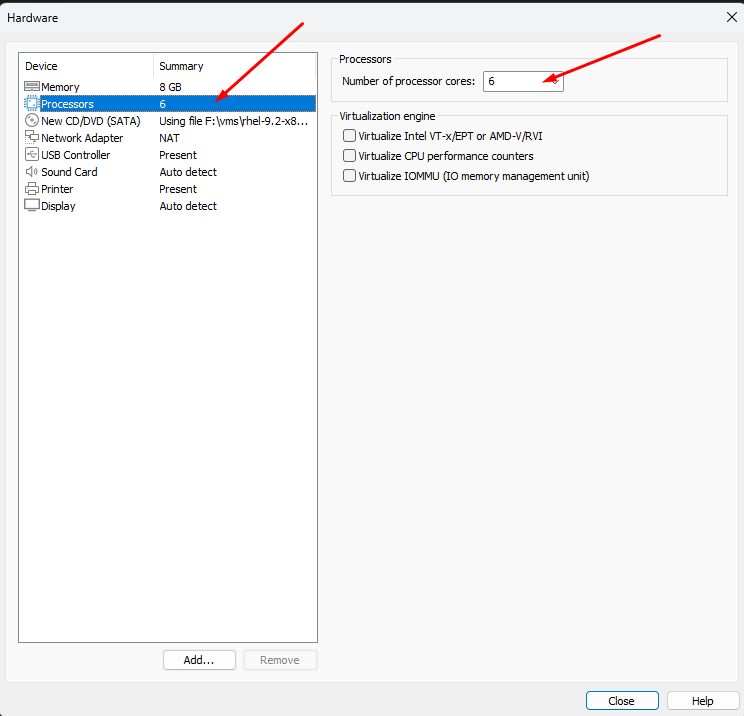 Hardware
Device Summary
Memory 8 GB
Processors 6
New CD/DVD (SATA) Using file F:\vms\rhel-9.2-x8...
Network Adapter NAT
USB Controller Present
Sound Card Auto detect
Printer Present
Display Auto detect
Add... Remove
Processors
Number of processor cores: 6
Virtualization engine
Virtualize Intel VT-x/EPT or AMD-V/RVI
Virtualize CPU performance counters
Virtualize IOMMU (IO memory management unit)
Close Help